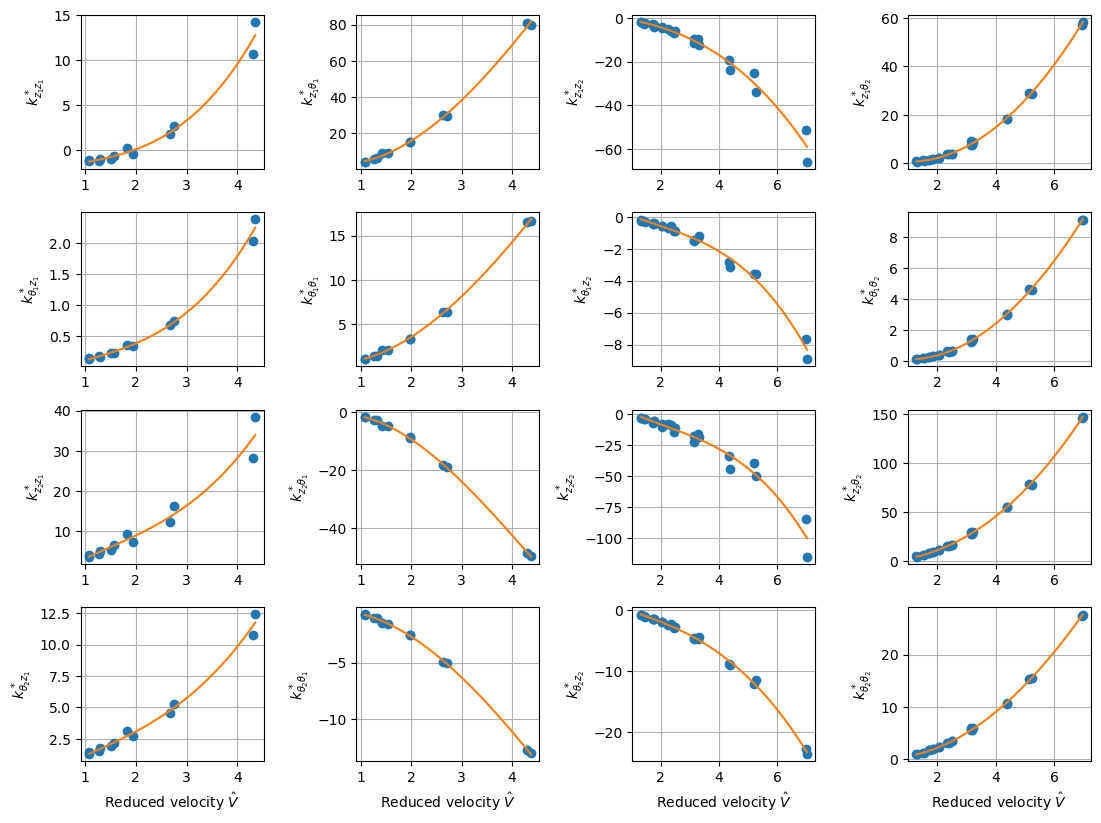 k*z1z1
15
10
5
0
1 2 3 4
k*z1θ1
80
60
40
20
1 2 3 4
k*z1z2
0
−20
−40
−60
2 4 6
k*z1θ2
60
40
20
0
2 4 6
k*θ1z1
2.0
1.5
1.0
0.5
1 2 3 4
k*θ1θ1
15
10
5
1 2 3 4
k*θ1z2
0
−2
−4
−6
−8
2 4 6
k*θ1θ2
8
6
4
2
0
2 4 6
k*z2z1
40
30
20
10
1 2 3 4
k*z2θ1
0
−20
−40
1 2 3 4
k*z2z2
0
−25
−50
−75
−100
2 4 6
k*z2θ2
150
100
50
0
2 4 6
k*θ2z1
12.5
10.0
7.5
5.0
2.5
1 2 3 4
Reduced velocity V̂
k*θ2θ1
−5
−10
1 2 3 4
Reduced velocity V̂
k*θ2z2
0
−10
−20
2 4 6
Reduced velocity V̂
k*θ2θ2
20
10
0
2 4 6
Reduced velocity V̂